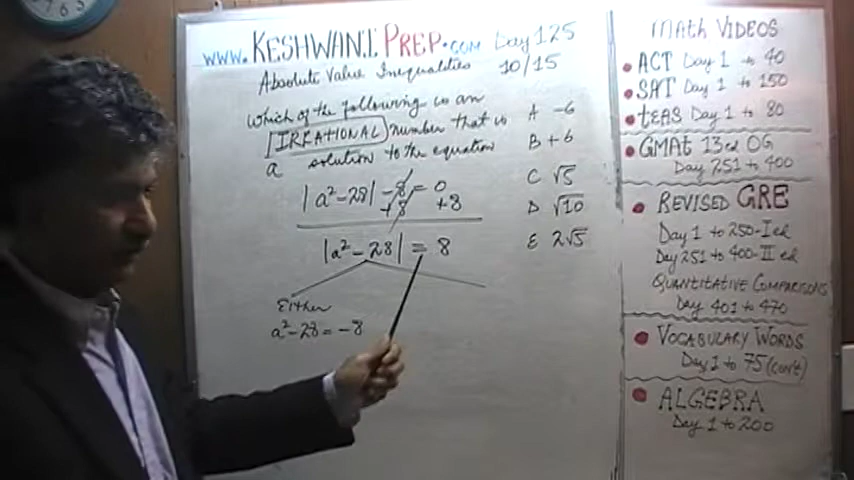 www.KESHWANI PREP.com Day 125
Absolute Value Inequalities 10/15
Which of the following is an
IRRATIONAL number that is
a solution to the equation
|a²-28| -8 = 0
+8 +8
|a²-28| = 8
Either
a²-28 = -8
A -6
B +6
C √5
D √10
E 2√5
Math Videos
ACT Day 1 to 40
SAT Day 1 to 150
tEAS Day 1 to 80
GMAt 13ed OG
Day 251 to 400
REVISED GRE
Day 1 to 250-I ed
Day 251 to 400-II ed
QUANTITATIVE COMPARISONS
Day 401 to 470
VOCABULARY WORDS
Day 1 to 75 (con't)
ALGEBRA
Day 1 to 200